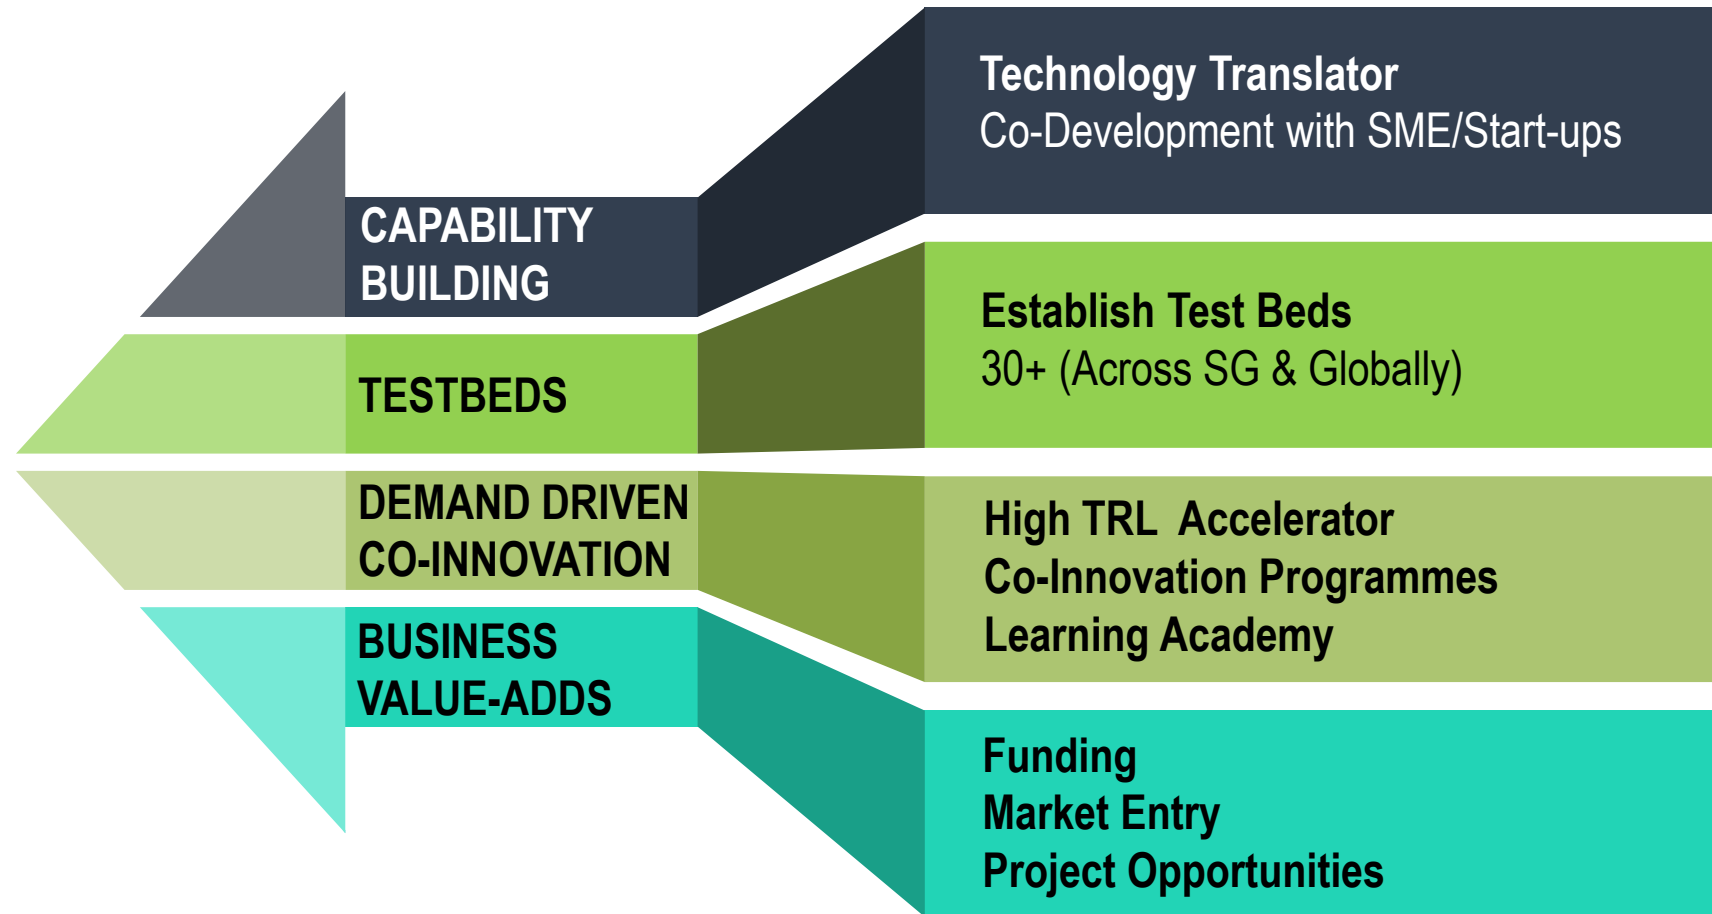 CAPABILITY
BUILDING
Technology Translator
Co-Development with SME/Start-ups
TESTBEDS
Establish Test Beds
30+ (Across SG & Globally)
DEMAND DRIVEN
CO-INNOVATION
High TRL  Accelerator
Co-Innovation Programmes
Learning Academy
BUSINESS
VALUE-ADDS
Funding
Market Entry
Project Opportunities